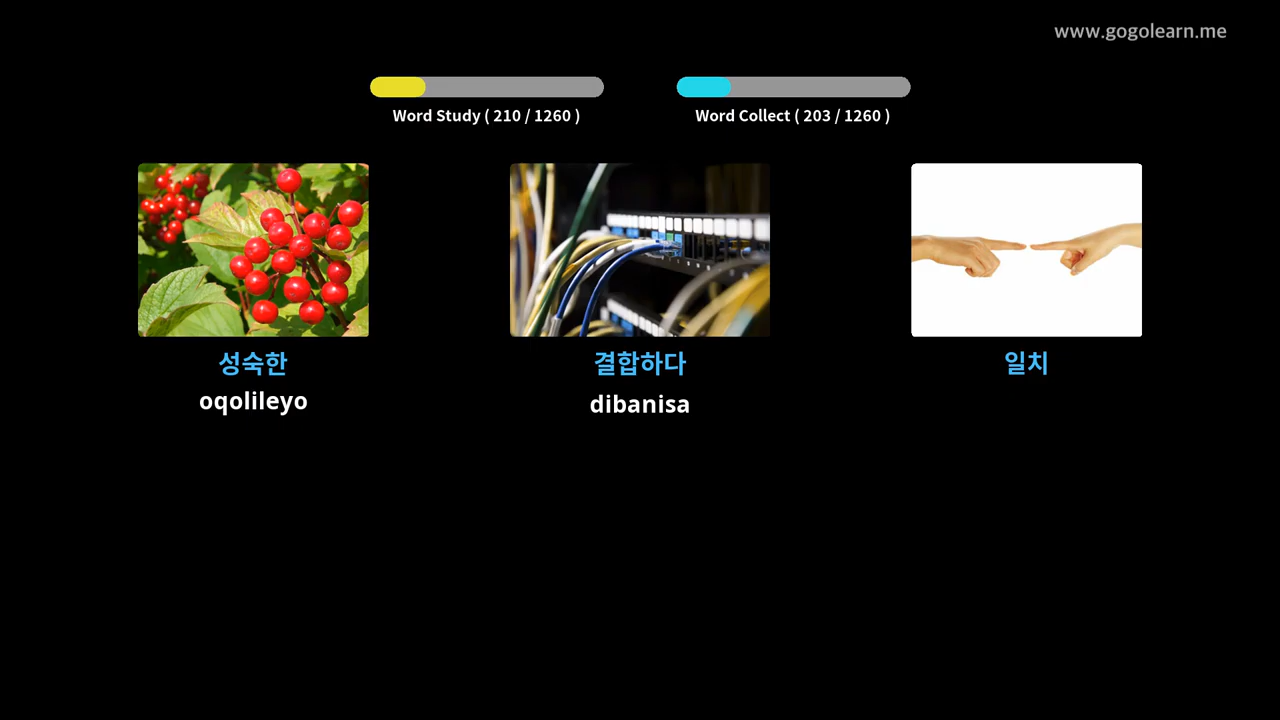 www.gogolearn.me
Word Study ( 210 / 1260 )
Word Collect ( 203 / 1260 )
성숙한
결합하다
일치
oqolileyo
dibanisa